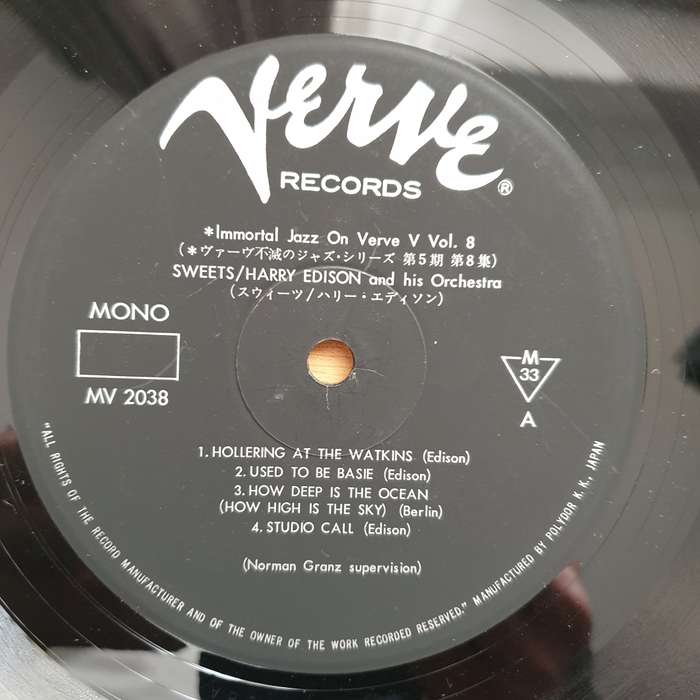 Verve
RECORDS ®
*Immortal Jazz On Verve V Vol. 8
(*ヴァーヴ不滅のジャズ・シリーズ 第5期 第8集)
SWEETS/HARRY EDISON and his Orchestra
(スウィーツ/ハリー・エディソン)
MONO
MV 2038
M
33
A
1. HOLLERING AT THE WATKINS (Edison)
2. USED TO BE BASIE (Edison)
3. HOW DEEP IS THE OCEAN
(HOW HIGH IS THE SKY) (Berlin)
4. STUDIO CALL (Edison)
(Norman Granz supervision)
"ALL RIGHTS OF THE RECORD MANUFACTURER AND OF THE OWNER OF THE WORK RECORDED RESERVED." MANUFACTURED BY POLYDOR K.K., JAPAN